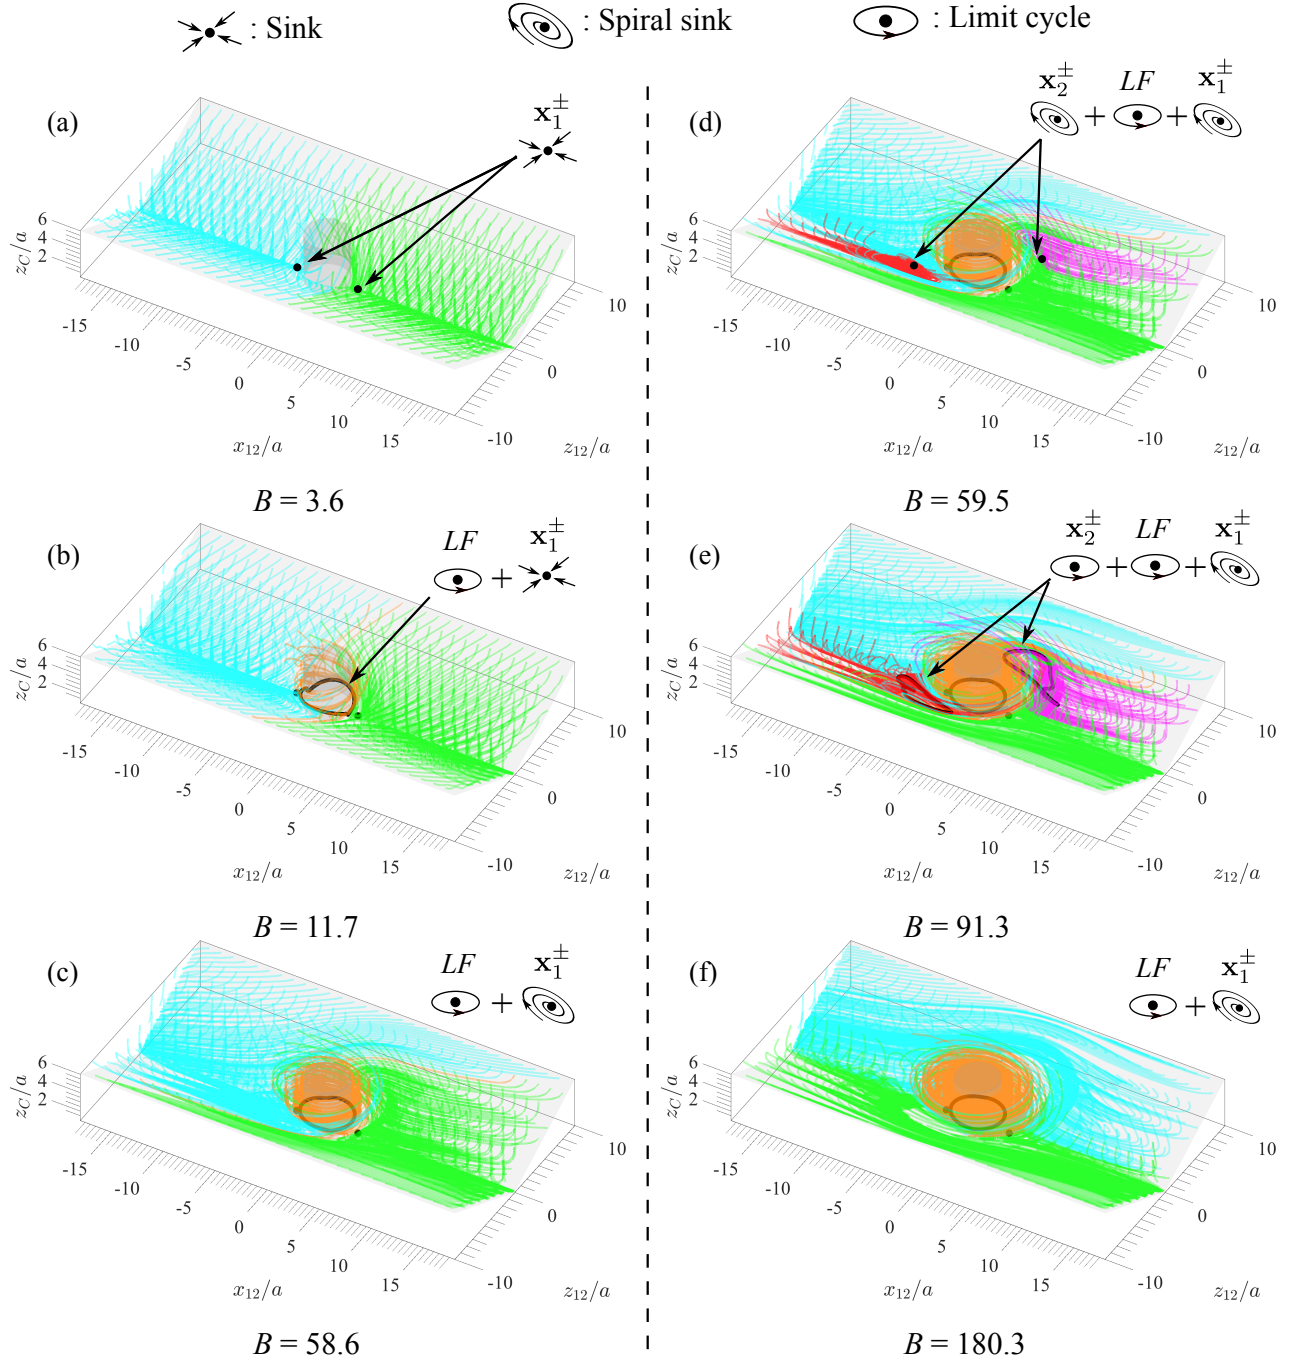 : Sink : Spiral sink : Limit cycle
(a)
x₁±
z_C/a
6
4
2
-15
-10
-5
0
5
10
15
x₁₂/a
-10
0
10
z₁₂/a
B = 3.6
(b)
LF + x₁±
z_C/a
6
4
2
-15
-10
-5
0
5
10
15
x₁₂/a
-10
0
10
z₁₂/a
B = 11.7
(c)
LF + x₁±
z_C/a
6
4
2
-15
-10
-5
0
5
10
15
x₁₂/a
-10
0
10
z₁₂/a
B = 58.6
(d)
x₂± + LF + x₁±
z_C/a
6
4
2
-15
-10
-5
0
5
10
15
x₁₂/a
-10
0
10
z₁₂/a
B = 59.5
(e)
x₂± + LF + x₁±
z_C/a
6
4
2
-15
-10
-5
0
5
10
15
x₁₂/a
-10
0
10
z₁₂/a
B = 91.3
(f)
LF + x₁±
z_C/a
6
4
2
-15
-10
-5
0
5
10
15
x₁₂/a
-10
0
10
z₁₂/a
B = 180.3